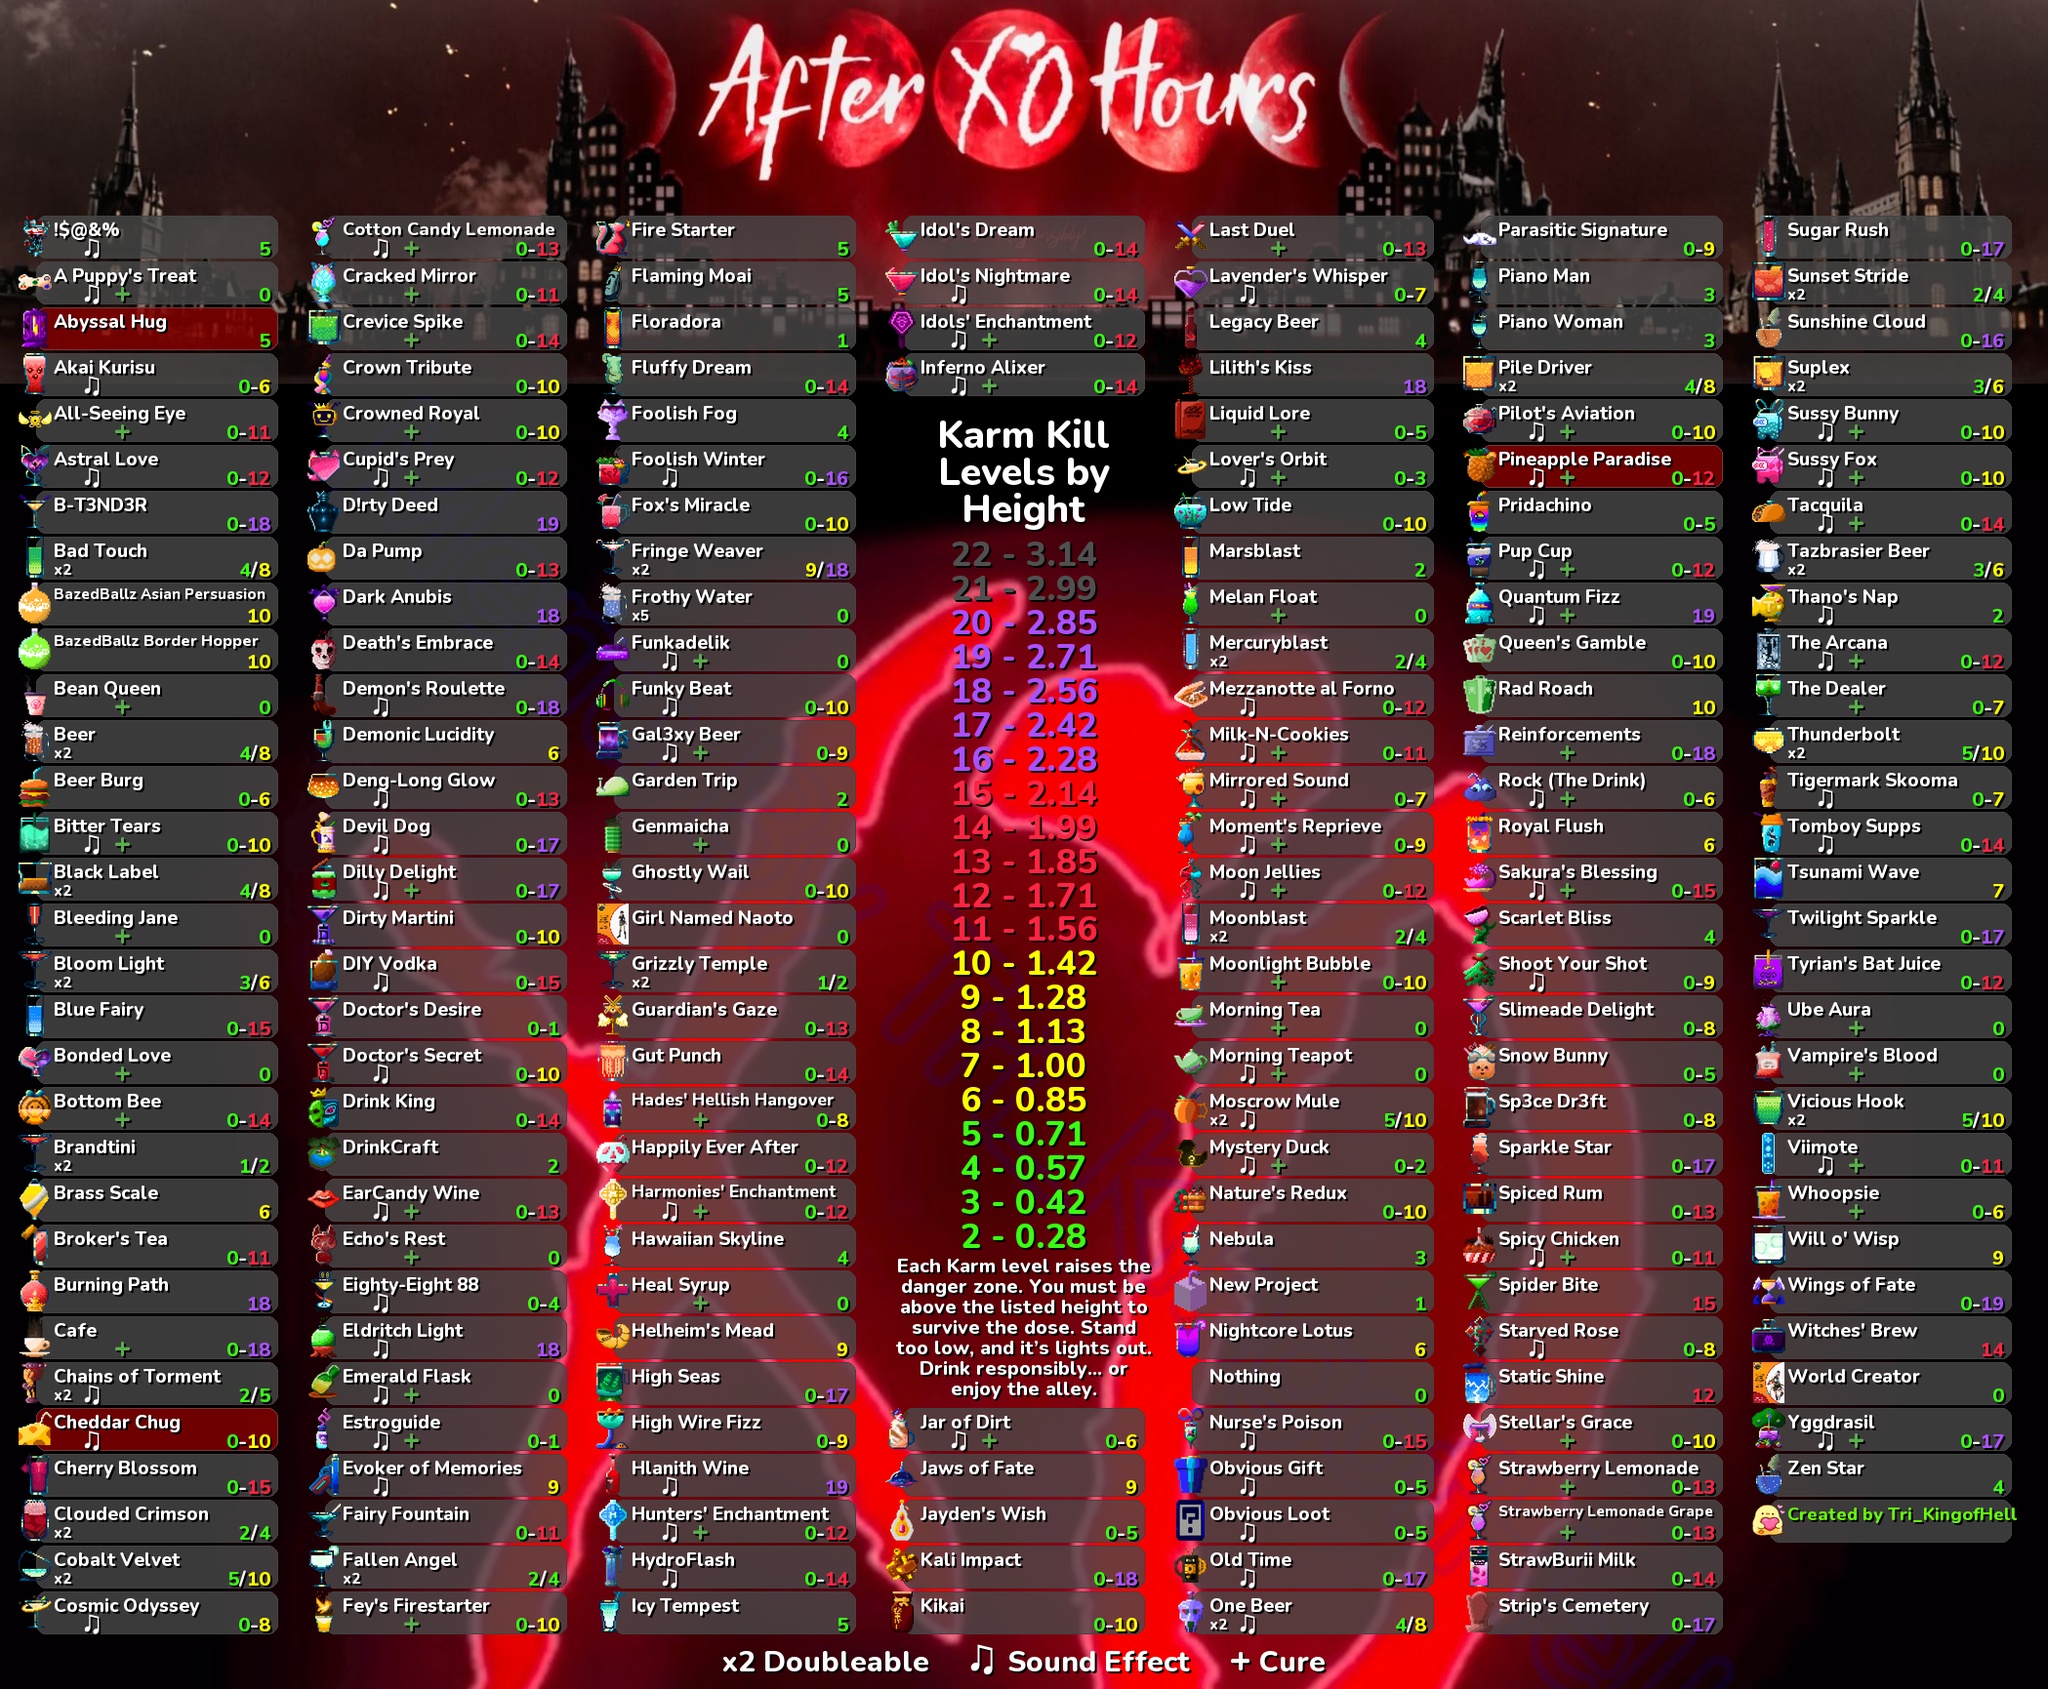 After XO Hours
!$@&%
♫ 5
A Puppy's Treat
♫ + 0
Abyssal Hug
5
Akai Kurisu
♫ 0-6
All-Seeing Eye
+ 0-11
Astral Love
♫ 0-12
B-T3ND3R
0-18
Bad Touch
x2 4/8
BazedBallz Asian Persuasion
10
BazedBallz Border Hopper
10
Bean Queen
+ 0
Beer
x2 4/8
Beer Burg
0-6
Bitter Tears
♫ + 0-10
Black Label
x2 4/8
Bleeding Jane
+ 0
Bloom Light
x2 3/6
Blue Fairy
0-15
Bonded Love
+ 0
Bottom Bee
+ 0-14
Brandtini
x2 1/2
Brass Scale
6
Broker's Tea
0-11
Burning Path
18
Cafe
+ 0-18
Chains of Torment
x2 ♫ 2/5
Cheddar Chug
♫ 0-10
Cherry Blossom
0-15
Clouded Crimson
x2 2/4
Cobalt Velvet
x2 5/10
Cosmic Odyssey
♫ 0-8
Cotton Candy Lemonade
♫ + 0-13
Cracked Mirror
+ 0-11
Crevice Spike
+ 0-14
Crown Tribute
0-10
Crowned Royal
0-10
Cupid's Prey
♫ + 0-12
D!rty Deed
19
Da Pump
0-13
Dark Anubis
18
Death's Embrace
0-14
Demon's Roulette
♫ 0-18
Demonic Lucidity
6
Deng-Long Glow
♫ 0-13
Devil Dog
♫ 0-17
Dilly Delight
♫ + 0-17
Dirty Martini
0-10
DIY Vodka
♫ 0-15
Doctor's Desire
0-1
Doctor's Secret
♫ 0-10
Drink King
0-14
DrinkCraft
2
EarCandy Wine
♫ + 0-13
Echo's Rest
+ 0
Eighty-Eight 88
♫ 0-4
Eldritch Light
♫ 18
Emerald Flask
♫ + 0
Estroguide
♫ + 0-1
Evoker of Memories
♫ 9
Fairy Fountain
0-11
Fallen Angel
x2 2/4
Fey's Firestarter
+ 0-10
Fire Starter
5
Flaming Moai
5
Floradora
1
Fluffy Dream
0-14
Foolish Fog
4
Foolish Winter
♫ 0-16
Fox's Miracle
0-10
Fringe Weaver
x2 9/18
Frothy Water
x5 0
Funkadelik
♫ + 0
Funky Beat
♫ 0-10
Gal3xy Beer
♫ + 0-9
Garden Trip
2
Genmaicha
+ 0
Ghostly Wail
0-10
Girl Named Naoto
0
Grizzly Temple
x2 1/2
Guardian's Gaze
0-13
Gut Punch
0-14
Hades' Hellish Hangover
+ 0-8
Happily Ever After
0-12
Harmonies' Enchantment
♫ + 0-12
Hawaiian Skyline
4
Heal Syrup
+ 0
Helheim's Mead
9
High Seas
0-17
High Wire Fizz
0-9
Hlanith Wine
♫ 19
Hunters' Enchantment
♫ + 0-12
HydroFlash
♫ 0-14
Icy Tempest
5
Idol's Dream
0-14
Idol's Nightmare
♫ 0-14
Idols' Enchantment
♫ + 0-12
Inferno Alixer
♫ + 0-14
Karm Kill
Levels by
Height
22 - 3.14
21 - 2.99
20 - 2.85
19 - 2.71
18 - 2.56
17 - 2.42
16 - 2.28
15 - 2.14
14 - 1.99
13 - 1.85
12 - 1.71
11 - 1.56
10 - 1.42
9 - 1.28
8 - 1.13
7 - 1.00
6 - 0.85
5 - 0.71
4 - 0.57
3 - 0.42
2 - 0.28
Each Karm level raises the
danger zone. You must be
above the listed height to
survive the dose. Stand
too low, and it's lights out.
Drink responsibly... or
enjoy the alley.
Jar of Dirt
♫ + 0-6
Jaws of Fate
9
Jayden's Wish
0-5
Kali Impact
0-18
Kikai
0-10
Last Duel
+ 0-13
Lavender's Whisper
♫ 0-7
Legacy Beer
4
Lilith's Kiss
18
Liquid Lore
+ 0-5
Lover's Orbit
♫ + 0-3
Low Tide
0-10
Marsblast
2
Melan Float
+ 0
Mercuryblast
x2 2/4
Mezzanotte al Forno
♫ 0-12
Milk-N-Cookies
♫ + 0-11
Mirrored Sound
♫ + 0-7
Moment's Reprieve
♫ + 0-9
Moon Jellies
♫ + 0-12
Moonblast
x2 2/4
Moonlight Bubble
+ 0-10
Morning Tea
+ 0
Morning Teapot
♫ + 0
Moscrow Mule
x2 ♫ 5/10
Mystery Duck
♫ + 0-2
Nature's Redux
0-10
Nebula
3
New Project
1
Nightcore Lotus
6
Nothing
0
Nurse's Poison
♫ 0-15
Obvious Gift
♫ 0-5
Obvious Loot
♫ 0-5
Old Time
♫ 0-17
One Beer
x2 ♫ 4/8
Parasitic Signature
0-9
Piano Man
3
Piano Woman
3
Pile Driver
x2 4/8
Pilot's Aviation
♫ + 0-10
Pineapple Paradise
♫ + 0-12
Pridachino
0-5
Pup Cup
♫ + 0-12
Quantum Fizz
♫ + 19
Queen's Gamble
0-10
Rad Roach
10
Reinforcements
+ 0-18
Rock (The Drink)
♫ + 0-6
Royal Flush
6
Sakura's Blessing
♫ + 0-15
Scarlet Bliss
4
Shoot Your Shot
♫ 0-9
Slimeade Delight
0-8
Snow Bunny
0-5
Sp3ce Dr3ft
0-8
Sparkle Star
0-17
Spiced Rum
0-13
Spicy Chicken
♫ + 0-11
Spider Bite
15
Starved Rose
♫ 0-8
Static Shine
12
Stellar's Grace
+ 0-10
Strawberry Lemonade
+ 0-13
Strawberry Lemonade Grape
+ 0-13
StrawBurii Milk
0-14
Strip's Cemetery
0-17
Sugar Rush
0-17
Sunset Stride
x2 2/4
Sunshine Cloud
0-16
Suplex
x2 3/6
Sussy Bunny
♫ + 0-10
Sussy Fox
♫ + 0-10
Tacquila
♫ + 0-14
Tazbrasier Beer
x2 3/6
Thano's Nap
♫ 2
The Arcana
♫ + 0-12
The Dealer
+ 0-7
Thunderbolt
x2 5/10
Tigermark Skooma
♫ 0-7
Tomboy Supps
♫ 0-14
Tsunami Wave
7
Twilight Sparkle
0-17
Tyrian's Bat Juice
0-12
Ube Aura
+ 0
Vampire's Blood
+ 0
Vicious Hook
x2 5/10
Viimote
♫ + 0-11
Whoopsie
+ 0-6
Will o' Wisp
9
Wings of Fate
0-19
Witches' Brew
14
World Creator
0
Yggdrasil
♫ + 0-17
Zen Star
4
Created by Tri_KingofHell
x2 Doubleable ♫ Sound Effect + Cure